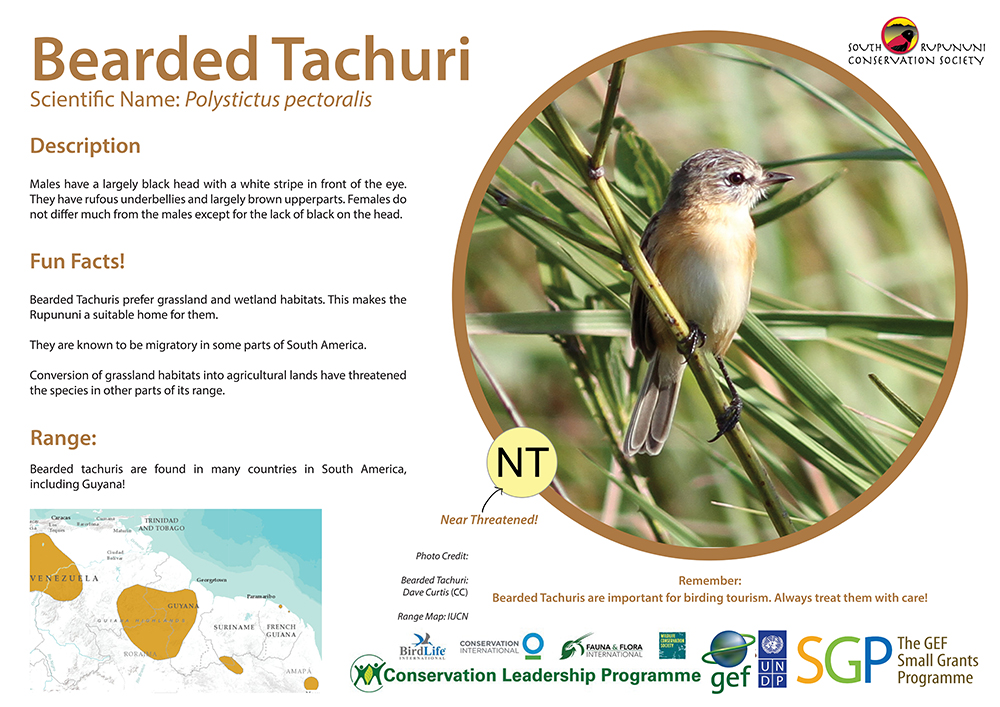 Bearded Tachuri
Scientific Name: Polystictus pectoralis
SOUTH RUPUNUNI
CONSERVATION SOCIETY
Description
Males have a largely black head with a white stripe in front of the eye.
They have rufous underbellies and largely brown upperparts. Females do
not differ much from the males except for the lack of black on the head.
Fun Facts!
Bearded Tachuris prefer grassland and wetland habitats. This makes the
Rupununi a suitable home for them.
They are known to be migratory in some parts of South America.
Conversion of grassland habitats into agricultural lands have threatened
the species in other parts of its range.
Range:
Bearded tachuris are found in many countries in South America,
including Guyana!
Caracas
Cumana
Barcelona
Maturin
TRINIDAD
AND TOBAGO
Ciudad
Bolivar
VENEZUELA
Georgetown
GUYANA
Paramaribo
GUIANA HIGHLANDS
SURINAME
FRENCH
GUIANA
RORAIMA
AMAPÁ
NT
Near Threatened!
Photo Credit:
Bearded Tachuri:
Dave Curtis (CC)
Range Map: IUCN
Remember:
Bearded Tachuris are important for birding tourism. Always treat them with care!
BirdLife
INTERNATIONAL
CONSERVATION
INTERNATIONAL
FAUNA & FLORA
INTERNATIONAL
WILDLIFE
CONSERVATION
SOCIETY
Conservation Leadership Programme
gef
U N
D P
SGP
The GEF
Small Grants
Programme